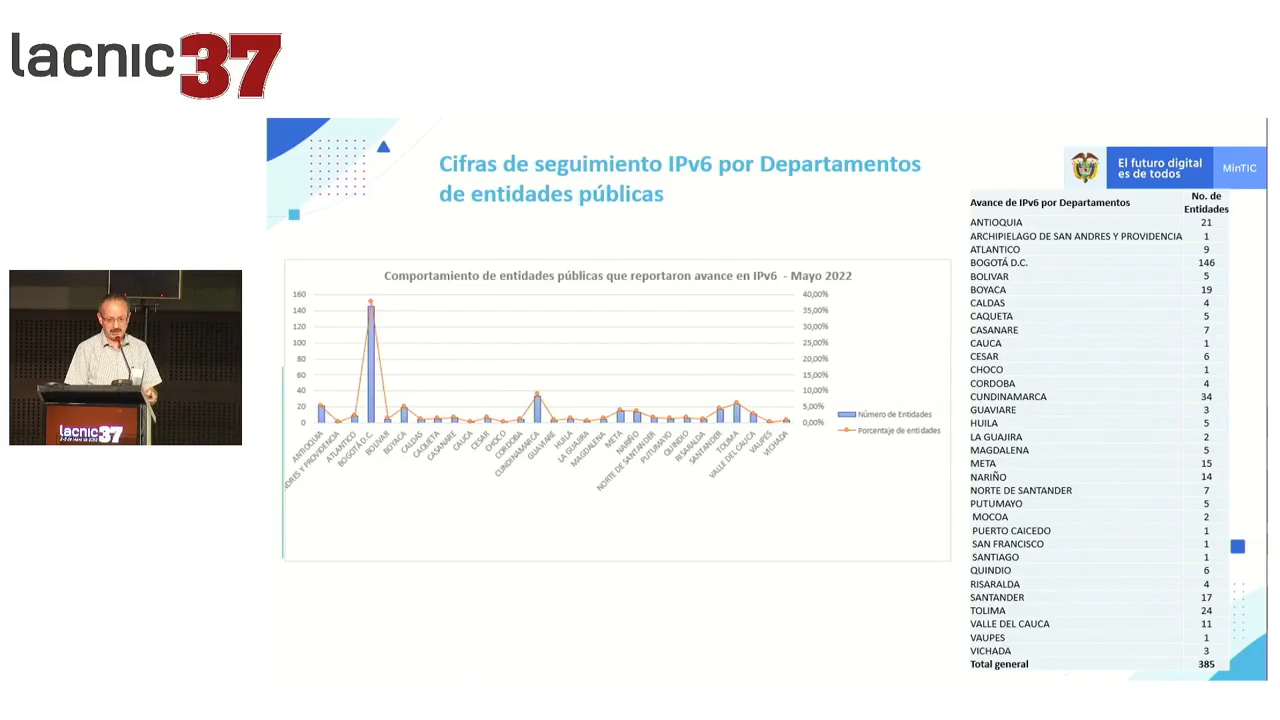 lacnic 37
Cifras de seguimiento IPv6 por Departamentos
de entidades públicas
El futuro digital
es de todos
MinTIC
Comportamiento de entidades públicas que reportaron avance en IPv6 - Mayo 2022
160
140
120
100
80
60
40
20
0
40,00%
35,00%
30,00%
25,00%
20,00%
15,00%
10,00%
5,00%
0,00%
ANTIOQUIA
NDRES Y PROVIDENCIA
ATLANTICO
BOGOTÁ D.C.
BOLIVAR
BOYACA
CALDAS
CAQUETA
CASANARE
CAUCA
CESAR
CHOCO
CORDOBA
CUNDINAMARCA
GUAVIARE
HUILA
LA GUAJIRA
MAGDALENA
META
NARIÑO
NORTE DE SANTANDER
PUTUMAYO
QUINDIO
RISARALDA
SANTANDER
TOLIMA
VALLE DEL CAUCA
VAUPES
VICHADA
Número de Entidades
Porcentaje de entidades
Avance de IPv6 por Departamentos No. de Entidades
ANTIOQUIA 21
ARCHIPIELAGO DE SAN ANDRES Y PROVIDENCIA 1
ATLANTICO 9
BOGOTÁ D.C. 146
BOLIVAR 5
BOYACA 19
CALDAS 4
CAQUETA 5
CASANARE 7
CAUCA 1
CESAR 6
CHOCO 1
CORDOBA 4
CUNDINAMARCA 34
GUAVIARE 3
HUILA 5
LA GUAJIRA 2
MAGDALENA 5
META 15
NARIÑO 14
NORTE DE SANTANDER 7
PUTUMAYO 5
MOCOA 2
PUERTO CAICEDO 1
SAN FRANCISCO 1
SANTIAGO 1
QUINDIO 6
RISARALDA 4
SANTANDER 17
TOLIMA 24
VALLE DEL CAUCA 11
VAUPES 1
VICHADA 3
Total general 385
lacnic 37